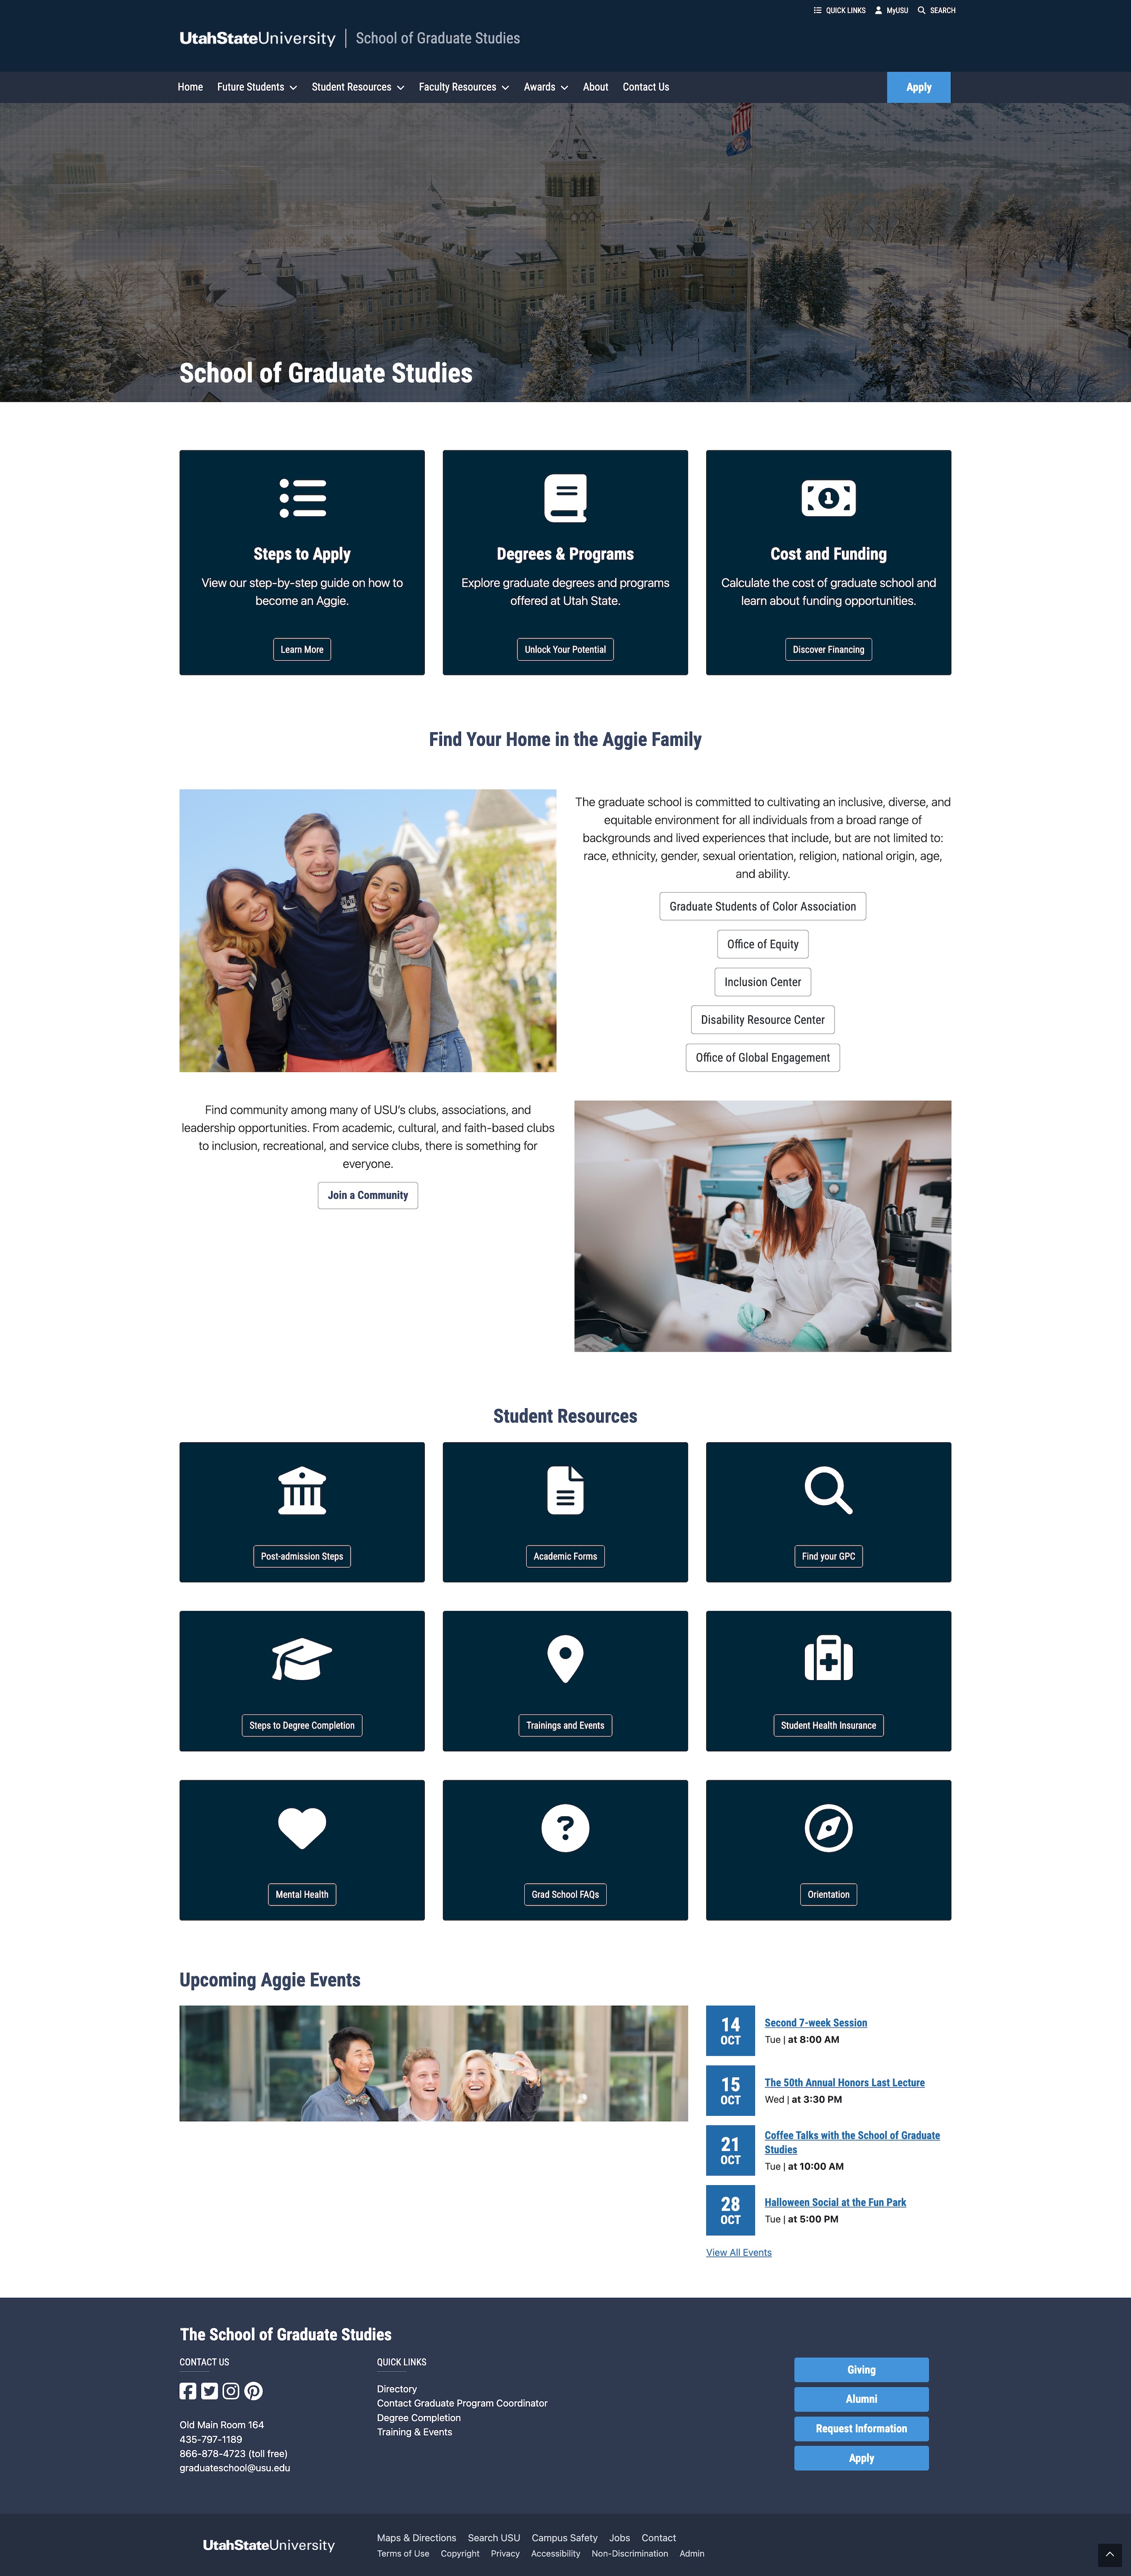 QUICK LINKS MyUSU SEARCH
UtahStateUniversity School of Graduate Studies
Home Future Students Student Resources Faculty Resources Awards About Contact Us Apply
School of Graduate Studies
Steps to Apply
View our step-by-step guide on how to
become an Aggie.
Learn More
Degrees & Programs
Explore graduate degrees and programs
offered at Utah State.
Unlock Your Potential
Cost and Funding
Calculate the cost of graduate school and
learn about funding opportunities.
Discover Financing
Find Your Home in the Aggie Family
The graduate school is committed to cultivating an inclusive, diverse, and
equitable environment for all individuals from a broad range of
backgrounds and lived experiences that include, but are not limited to:
race, ethnicity, gender, sexual orientation, religion, national origin, age,
and ability.
Graduate Students of Color Association
Office of Equity
Inclusion Center
Disability Resource Center
Office of Global Engagement
Find community among many of USU's clubs, associations, and
leadership opportunities. From academic, cultural, and faith-based clubs
to inclusion, recreational, and service clubs, there is something for
everyone.
Join a Community
Student Resources
Post-admission Steps
Academic Forms
Find your GPC
Steps to Degree Completion
Trainings and Events
Student Health Insurance
Mental Health
Grad School FAQs
Orientation
Upcoming Aggie Events
14
OCT
Second 7-week Session
Tue | at 8:00 AM
15
OCT
The 50th Annual Honors Last Lecture
Wed | at 3:30 PM
21
OCT
Coffee Talks with the School of Graduate
Studies
Tue | at 10:00 AM
28
OCT
Halloween Social at the Fun Park
Tue | at 5:00 PM
View All Events
The School of Graduate Studies
CONTACT US
Old Main Room 164
435-797-1189
866-878-4723 (toll free)
graduateschool@usu.edu
QUICK LINKS
Directory
Contact Graduate Program Coordinator
Degree Completion
Training & Events
Giving
Alumni
Request Information
Apply
UtahStateUniversity
Maps & Directions Search USU Campus Safety Jobs Contact
Terms of Use Copyright Privacy Accessibility Non-Discrimination Admin